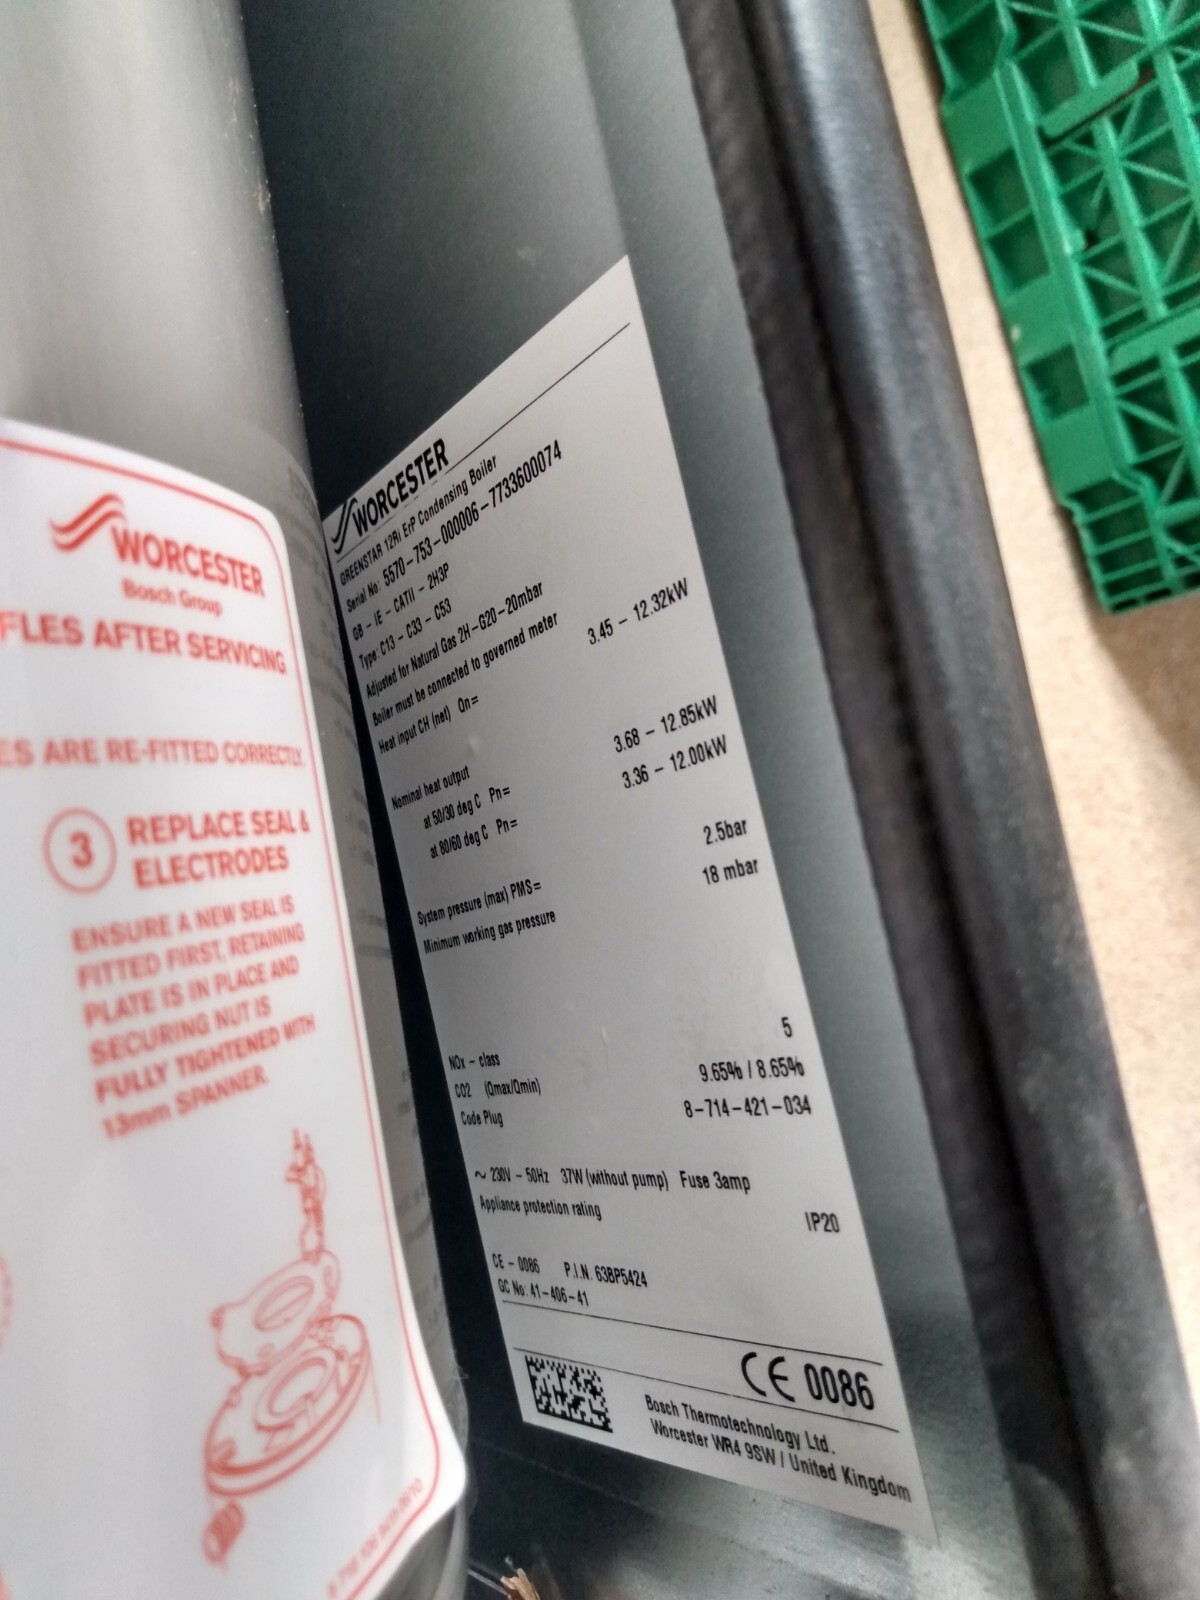 WORCESTER
Bosch Group
FLES AFTER SERVICING
ES ARE RE-FITTED CORRECTLY.
3 REPLACE SEAL &
ELECTRODES
ENSURE A NEW SEAL IS
FITTED FIRST, RETAINING
PLATE IS IN PLACE AND
SECURING NUT IS
FULLY TIGHTENED WITH
13mm SPANNER.
WORCESTER
GREENSTAR 12Ri ErP Condensing Boiler
Serial No: 5570-753-000006-7733600074
GB - IE - CATII - 2H3P
Type: C13 - C33 - C53
Adjusted for Natural Gas 2H-G20-20mbar
Boiler must be connected to governed meter
Heat input CH (net) Qn= 3.45 - 12.32kW
Nominal heat output
at 50/30 deg C Pn= 3.68 - 12.85kW
at 80/60 deg C Pn= 3.36 - 12.00kW
System pressure (max) PMS= 2.5bar
Minimum working gas pressure 18 mbar
NOx - class 5
CO2 (Qmax/Qmin) 9.65% / 8.65%
Code Plug 8-714-421-034
~ 230V - 50Hz 37W (without pump) Fuse 3amp
Appliance protection rating IP20
CE - 0086 P.I.N. 63BP5424
GC No: 41-406-41
CE 0086
Bosch Thermotechnology Ltd.
Worcester WR4 9SW / United Kingdom